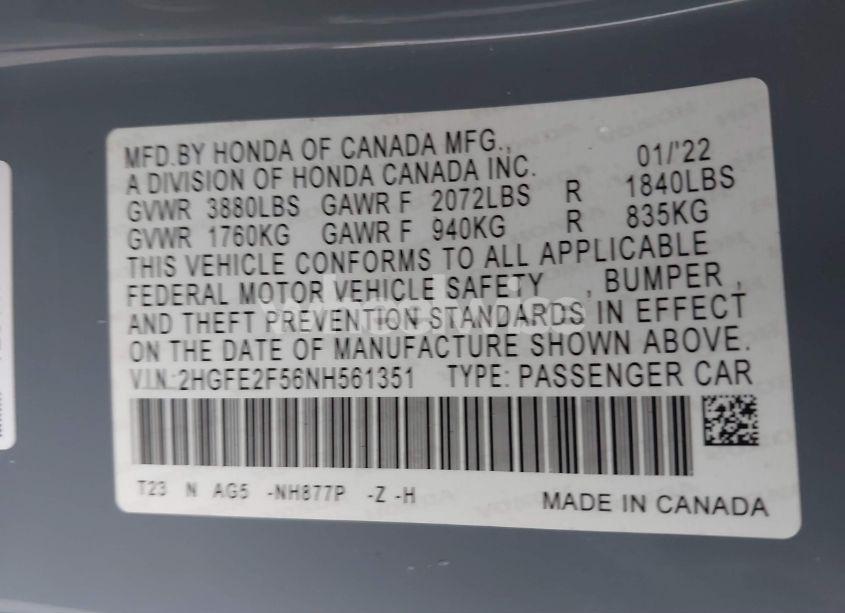 MFD.BY HONDA OF CANADA MFG.,
A DIVISION OF HONDA CANADA INC. 01/'22
GVWR 3880LBS GAWR F 2072LBS R 1840LBS
GVWR 1760KG GAWR F 940KG R 835KG
THIS VEHICLE CONFORMS TO ALL APPLICABLE
FEDERAL MOTOR VEHICLE SAFETY , BUMPER ,
AND THEFT PREVENTION STANDARDS IN EFFECT
ON THE DATE OF MANUFACTURE SHOWN ABOVE.
V.I.N.:2HGFE2F56NH561351 TYPE: PASSENGER CAR
T23 N AG5 -NH877P -Z -H
MADE IN CANADA